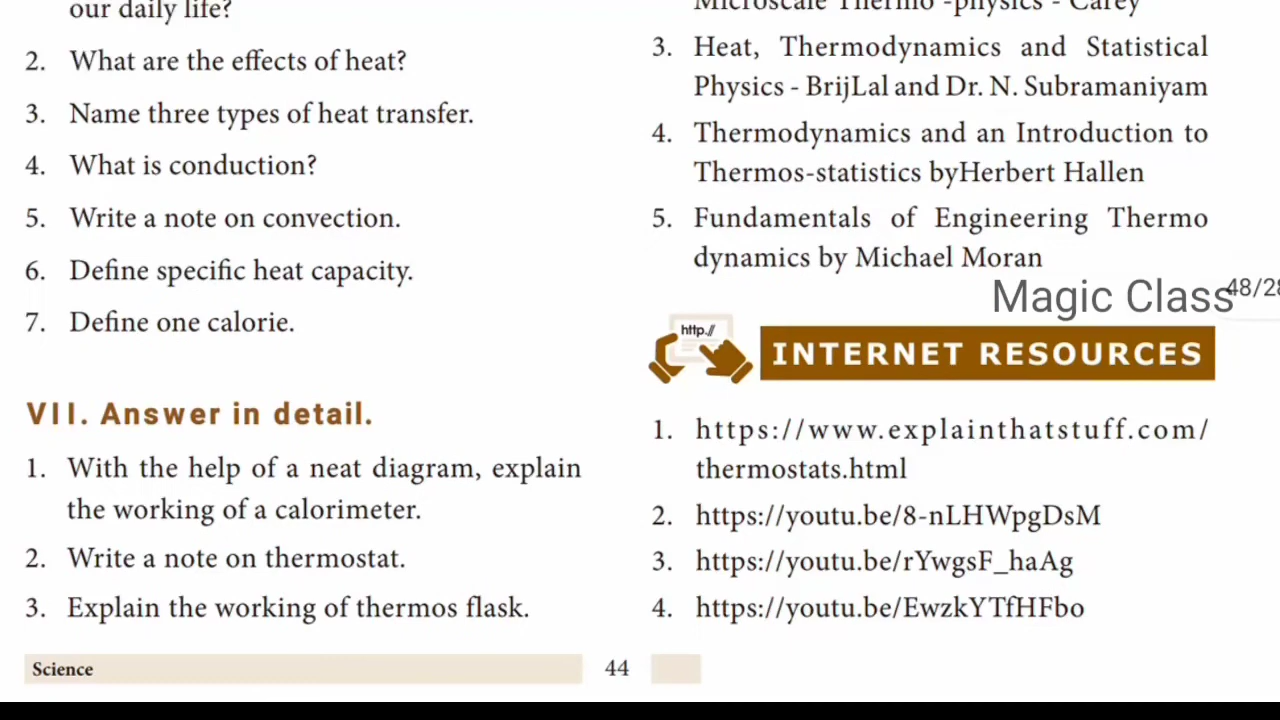 our daily life?
2. What are the effects of heat?
3. Name three types of heat transfer.
4. What is conduction?
5. Write a note on convection.
6. Define specific heat capacity.
7. Define one calorie.
VII. Answer in detail.
1. With the help of a neat diagram, explain
the working of a calorimeter.
2. Write a note on thermostat.
3. Explain the working of thermos flask.
Science
44
Microscale Thermo -physics - Carey
3. Heat, Thermodynamics and Statistical
Physics - BrijLal and Dr. N. Subramaniyam
4. Thermodynamics and an Introduction to
Thermos-statistics byHerbert Hallen
5. Fundamentals of Engineering Thermo
dynamics by Michael Moran
Magic Class
48/28
http://
INTERNET RESOURCES
1. https://www.explainthatstuff.com/
thermostats.html
2. https://youtu.be/8-nLHWpgDsM
3. https://youtu.be/rYwgsF_haAg
4. https://youtu.be/EwzkYTfHFbo